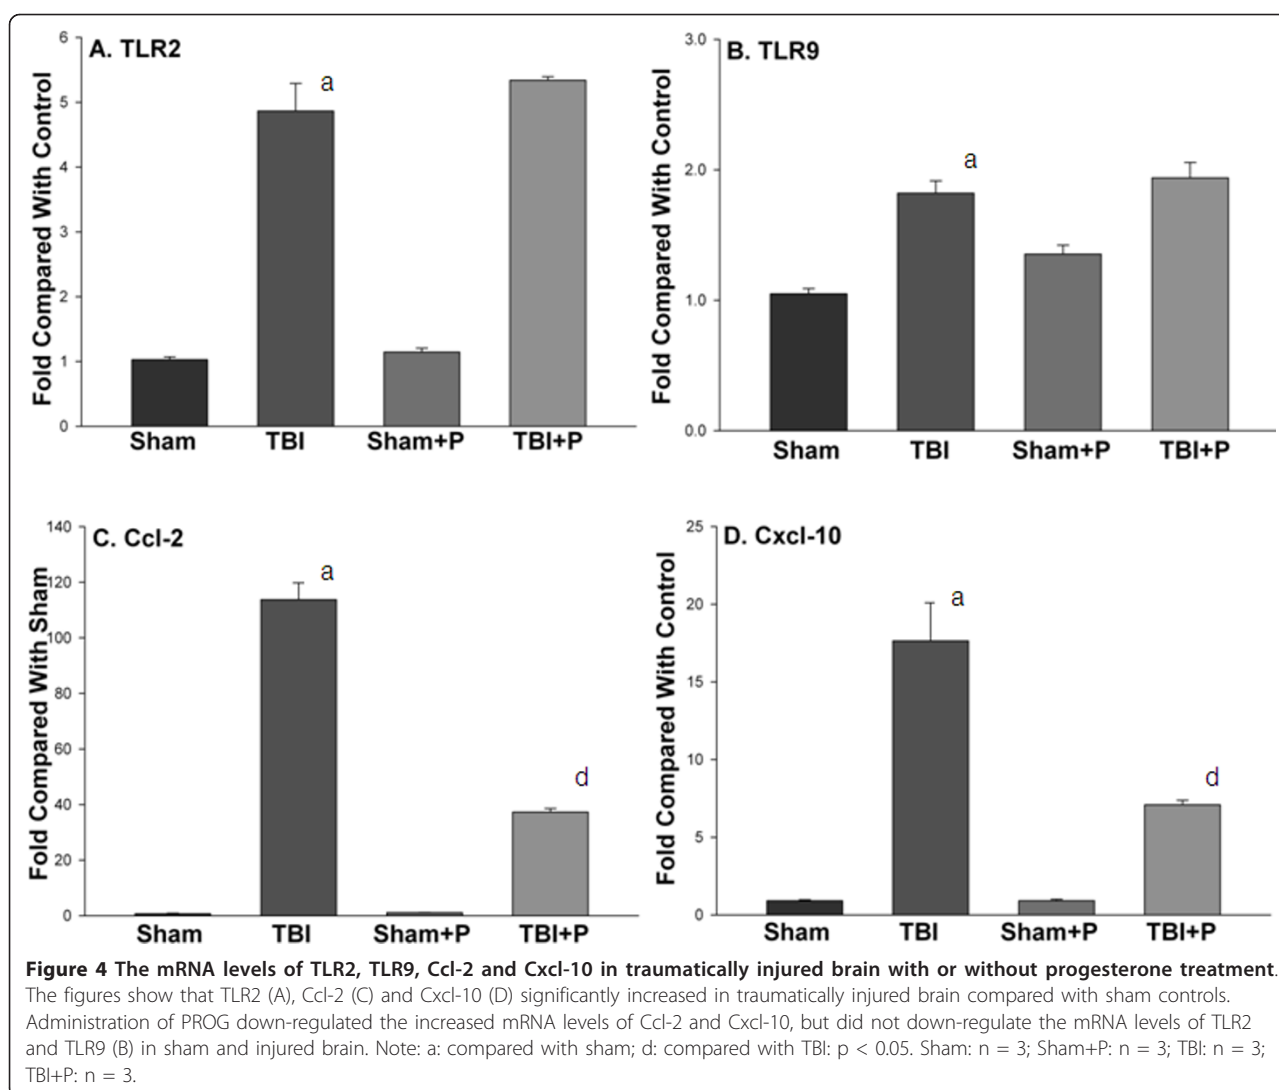 A. TLR2
Fold Compared With Control
6
5
4
3
2
1
0
a
Sham TBI Sham+P TBI+P
B. TLR9
Fold Compared With Control
3.0
2.0
1.0
0.0
a
Sham TBI Sham+P TBI+P
C. Ccl-2
Fold Compared With Sham
140
120
100
80
60
40
20
0
a
d
Sham TBI Sham+P TBI+P
D. Cxcl-10
Fold Compared With Control
25
20
15
10
5
0
a
d
Sham TBI Sham+P TBI+P
Figure 4 The mRNA levels of TLR2, TLR9, Ccl-2 and Cxcl-10 in traumatically injured brain with or without progesterone treatment.
The figures show that TLR2 (A), Ccl-2 (C) and Cxcl-10 (D) significantly increased in traumatically injured brain compared with sham controls.
Administration of PROG down-regulated the increased mRNA levels of Ccl-2 and Cxcl-10, but did not down-regulate the mRNA levels of TLR2
and TLR9 (B) in sham and injured brain. Note: a: compared with sham; d: compared with TBI: p < 0.05. Sham: n = 3; Sham+P: n = 3; TBI: n = 3;
TBI+P: n = 3.